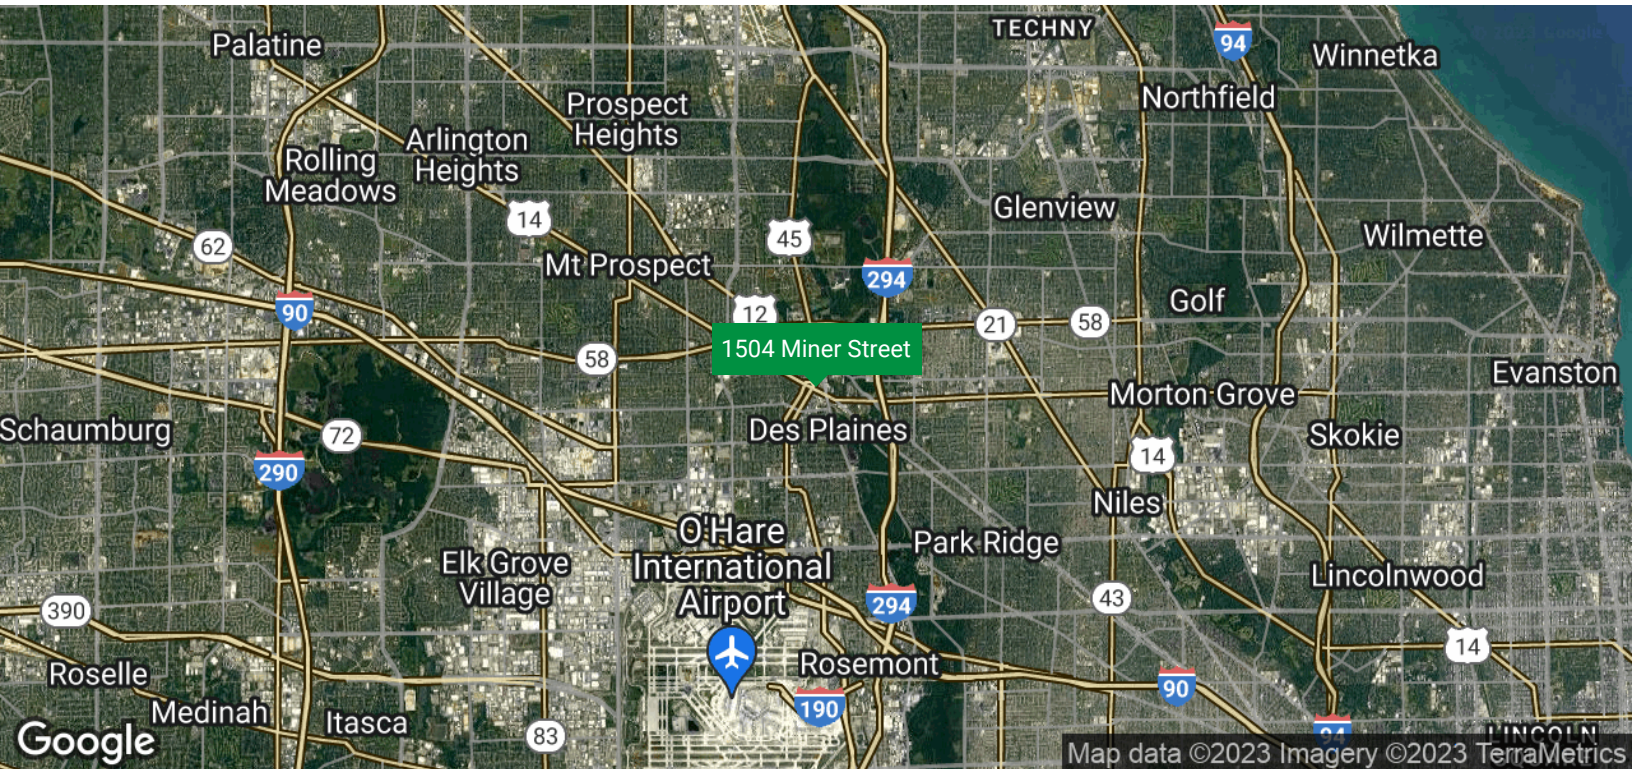 TECHNY
94
Palatine
Winnetka
Northfield
Prospect
Heights
Arlington
Heights
Rolling
Meadows
14
Glenview
62
45
Wilmette
Mt Prospect
294
90
12
Golf
21
58
1504 Miner Street
58
Evanston
Morton Grove
Schaumburg
72
Des Plaines
Skokie
14
290
Niles
O'Hare
International
Airport
Park Ridge
Elk Grove
Village
Lincolnwood
390
294
43
14
Roselle
Rosemont
90
190
Medinah
Itasca
83
94
LINCOLN
Google
Map data ©2023 Imagery ©2023 TerraMetrics